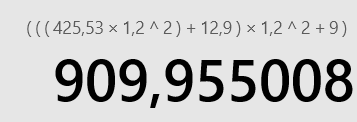 ( ( ( 425,53 × 1,2 ^ 2 ) + 12,9 ) × 1,2 ^ 2 + 9 )
909,955008